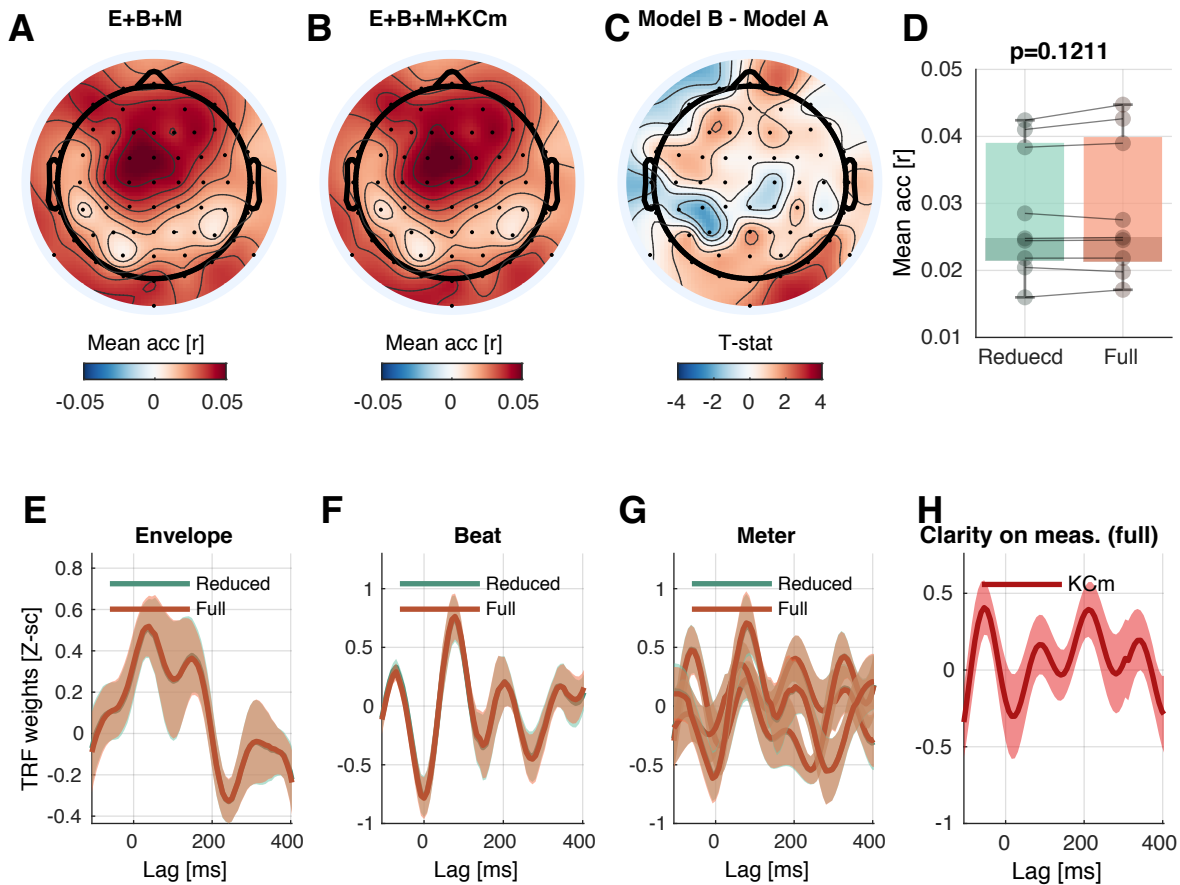 A
E+B+M
B
E+B+M+KCm
C
Model B - Model A
D
p=0.1211
Mean acc [r]
-0.05 0 0.05
Mean acc [r]
-0.05 0 0.05
T-stat
-4 -2 0 2 4
Mean acc [r]
0.05
0.04
0.03
0.02
0.01
Reduecd Full
E
Envelope
Reduced
Full
TRF weights [Z-sc]
0.8
0.6
0.4
0.2
0
-0.2
-0.4
0 200 400
Lag [ms]
F
Beat
Reduced
Full
1
0.5
0
-0.5
-1
0 200 400
Lag [ms]
G
Meter
Reduced
Full
1
0.5
0
-0.5
-1
0 200 400
Lag [ms]
H
Clarity on meas. (full)
KCm
0.5
0
-0.5
-1
0 200 400
Lag [ms]